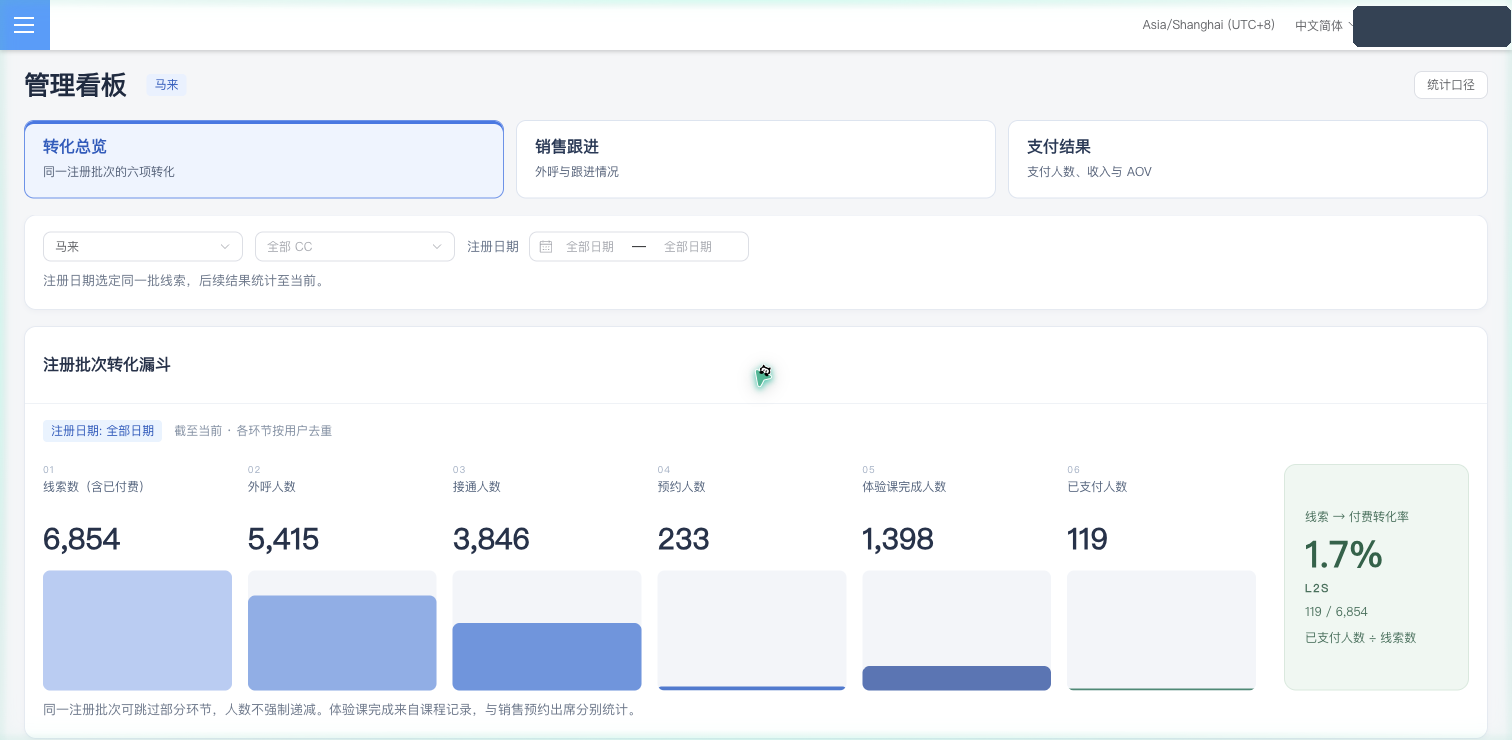 Asia/Shanghai (UTC+8) 中文简体
管理看板 马来 统计口径
转化总览 销售跟进 支付结果
同一注册批次的六项转化 外呼与跟进情况 支付人数、收入与 AOV
马来 全部 CC 注册日期 全部日期 — 全部日期
注册日期选定同一批线索，后续结果统计至当前。
注册批次转化漏斗
注册日期: 全部日期 截至当前 · 各环节按用户去重
01 02 03 04 05 06
线索数（含已付费） 外呼人数 接通人数 预约人数 体验课完成人数 已支付人数
6,854 5,415 3,846 233 1,398 119
线索 → 付费转化率
1.7%
L2S
119 / 6,854
已支付人数 ÷ 线索数
同一注册批次可跳过部分环节，人数不强制递减。体验课完成来自课程记录，与销售预约出席分别统计。